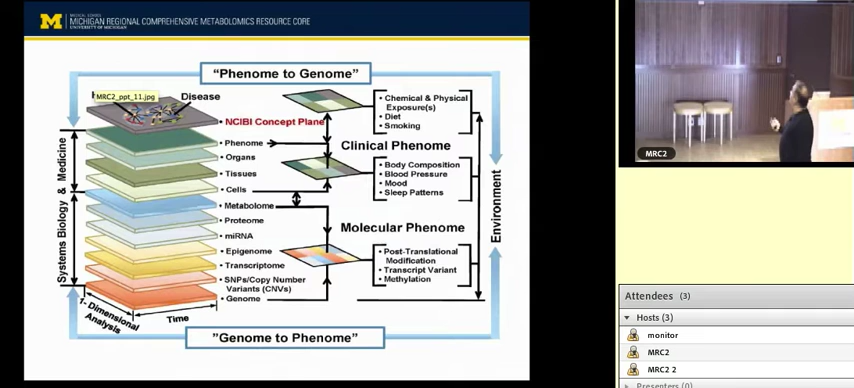 M
MEDICAL SCHOOL
MICHIGAN REGIONAL COMPREHENSIVE METABOLOMICS RESOURCE CORE
UNIVERSITY OF MICHIGAN
"Phenome to Genome"
MRC2_ppt_11.jpg
Disease
• NCIBI Concept Plane
• Phenome
• Organs
• Tissues
• Cells
• Metabolome
• Proteome
• miRNA
• Epigenome
• Transcriptome
• SNPs/Copy Number
Variants (CNVs)
• Genome
Systems Biology & Medicine
1- Dimensional
Analysis
Time
• Chemical & Physical
Exposure(s)
• Diet
• Smoking
Clinical Phenome
• Body Composition
• Blood Pressure
• Mood
• Sleep Patterns
Molecular Phenome
• Post-Translational
Modification
• Transcript Variant
• Methylation
Environment
"Genome to Phenome"
MRC2
Attendees (3)
Hosts (3)
monitor
MRC2
MRC2 2
Presenters (0)